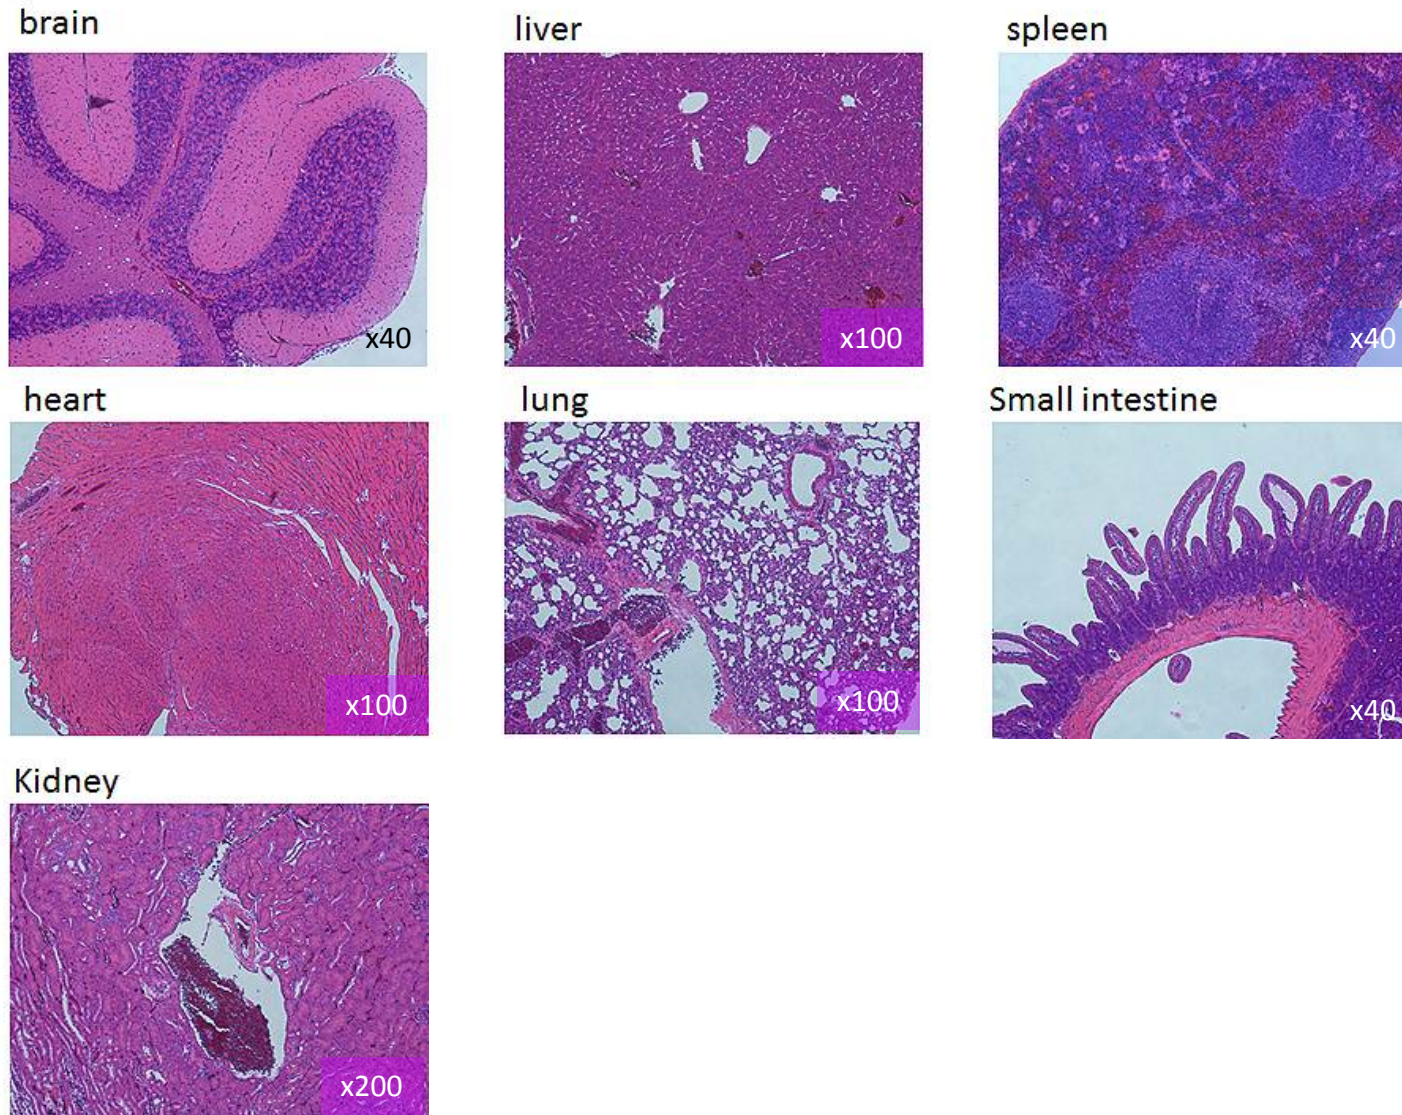 brain
liver
spleen
x40
x100
x40
heart
lung
Small intestine
x100
x100
x40
Kidney
x200